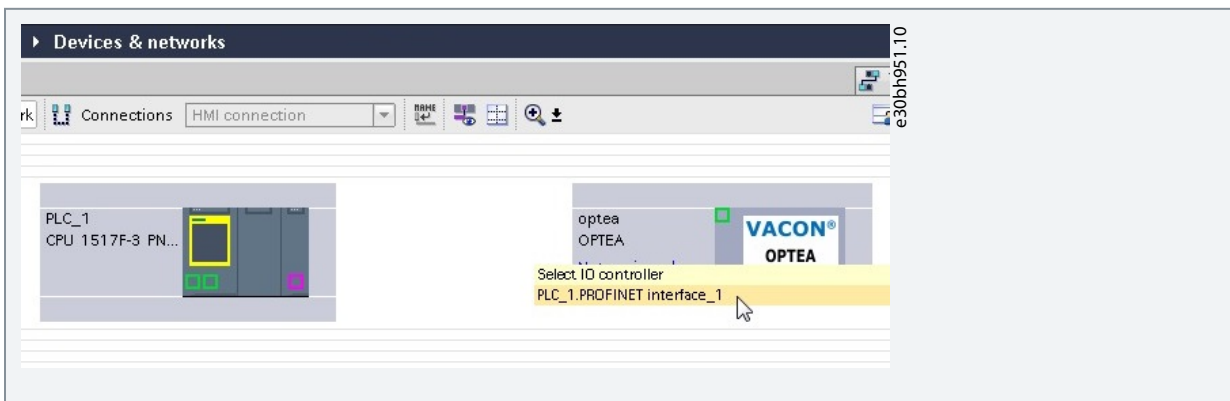 Devices & networks
rk Connections HMI connection NAME
PLC_1
CPU 1517F-3 PN...
optea
OPTEA
VACON®
OPTEA
Select IO controller
PLC_1.PROFINET interface_1
e30bh951.10